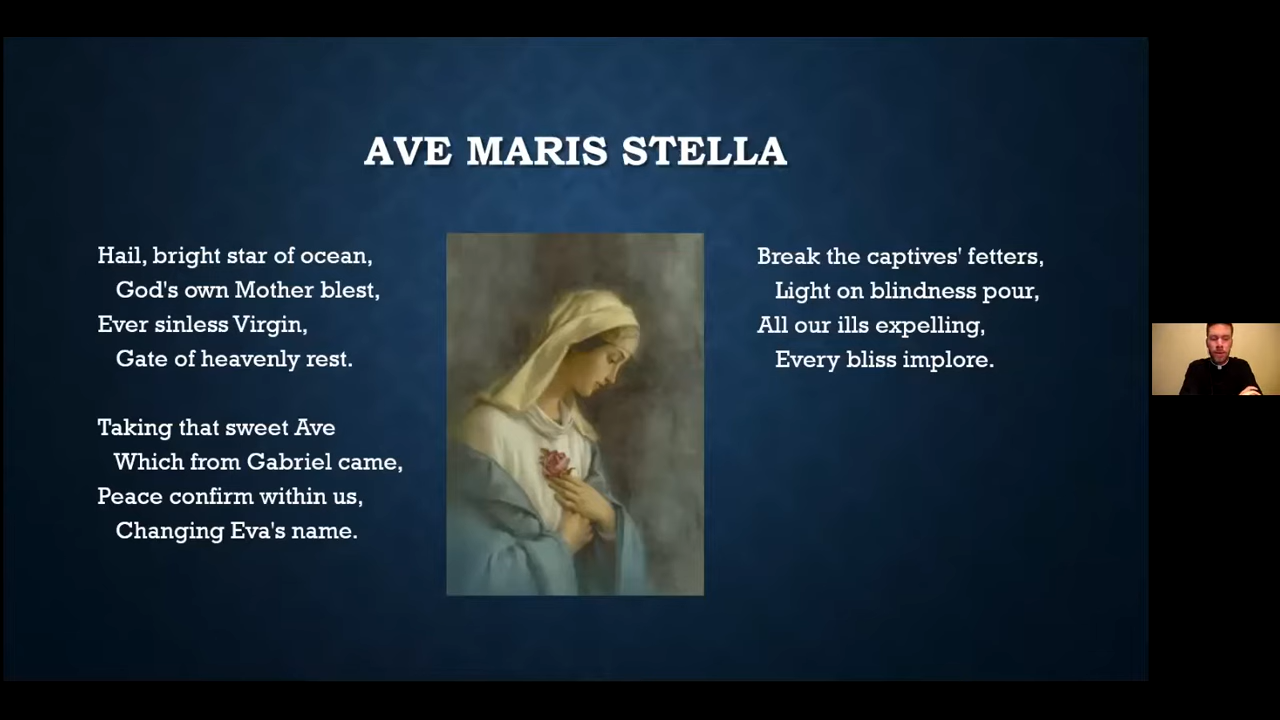 AVE MARIS STELLA
Hail, bright star of ocean,
God's own Mother blest,
Ever sinless Virgin,
Gate of heavenly rest.
Taking that sweet Ave
Which from Gabriel came,
Peace confirm within us,
Changing Eva's name.
Break the captives' fetters,
Light on blindness pour,
All our ills expelling,
Every bliss implore.